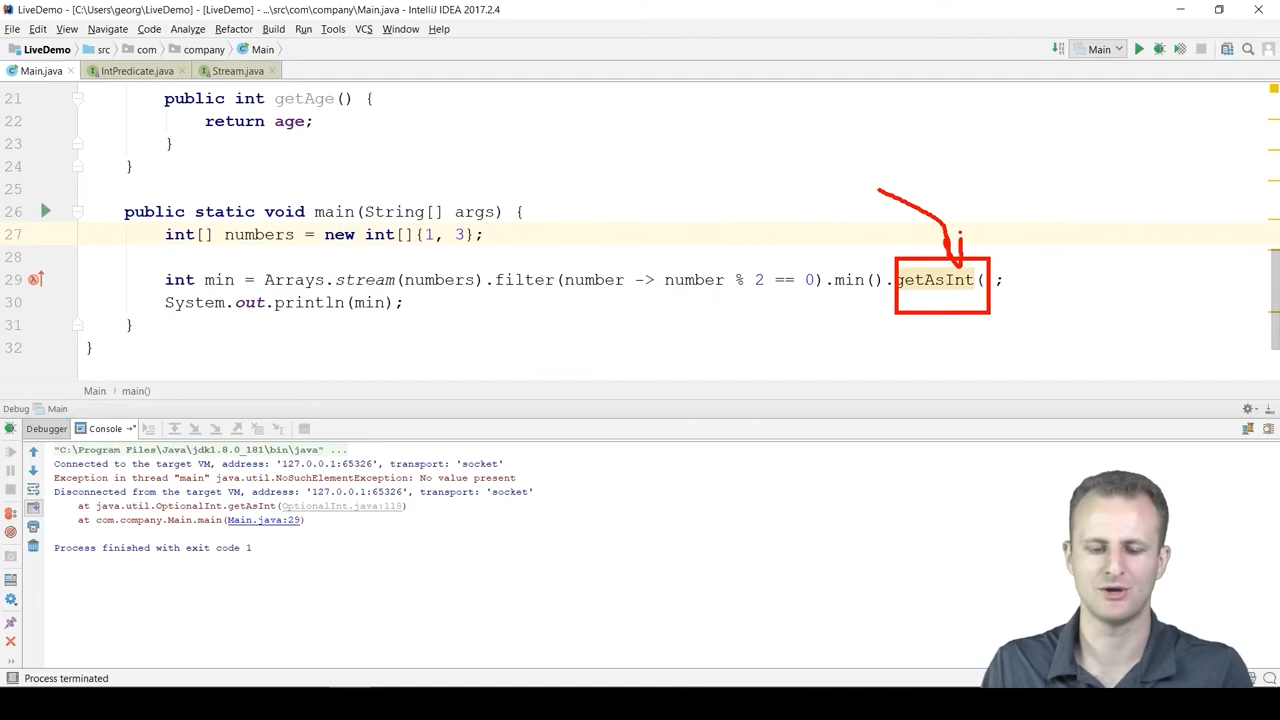 LiveDemo - [C:\Users\georg\LiveDemo] - [LiveDemo] - ...\src\com\company\Main.java - IntelliJ IDEA 2017.2.4
File Edit View Navigate Code Analyze Refactor Build Run Tools VCS Window Help
LiveDemo src com company Main Main
Main.java IntPredicate.java Stream.java
21 public int getAge() {
22 return age;
23 }
24 }
25
26 public static void main(String[] args) {
27 int[] numbers = new int[]{1, 3};
28
29 int min = Arrays.stream(numbers).filter(number -> number % 2 == 0).min().getAsInt( ;
30 System.out.println(min);
31 }
32 }
Main main()
Debug Main
Debugger Console
"C:\Program Files\Java\jdk1.8.0_181\bin\java" ...
Connected to the target VM, address: '127.0.0.1:65326', transport: 'socket'
Exception in thread "main" java.util.NoSuchElementException: No value present
Disconnected from the target VM, address: '127.0.0.1:65326', transport: 'socket'
at java.util.OptionalInt.getAsInt(OptionalInt.java:118)
at com.company.Main.main(Main.java:29)
Process finished with exit code 1
Process terminated